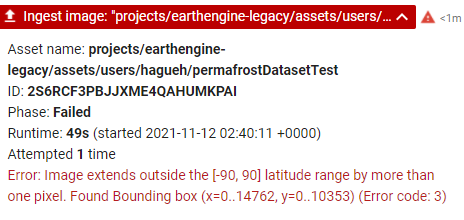 Ingest image: "projects/earthengine-legacy/assets/users/... <1m
Asset name: projects/earthengine-
legacy/assets/users/hagueh/permafrostDatasetTest
ID: 2S6RCF3PBJJXME4QAHUMKPAI
Phase: Failed
Runtime: 49s (started 2021-11-12 02:40:11 +0000)
Attempted 1 time
Error: Image extends outside the [-90, 90] latitude range by more than
one pixel. Found Bounding box (x=0..14762, y=0..10353) (Error code: 3)